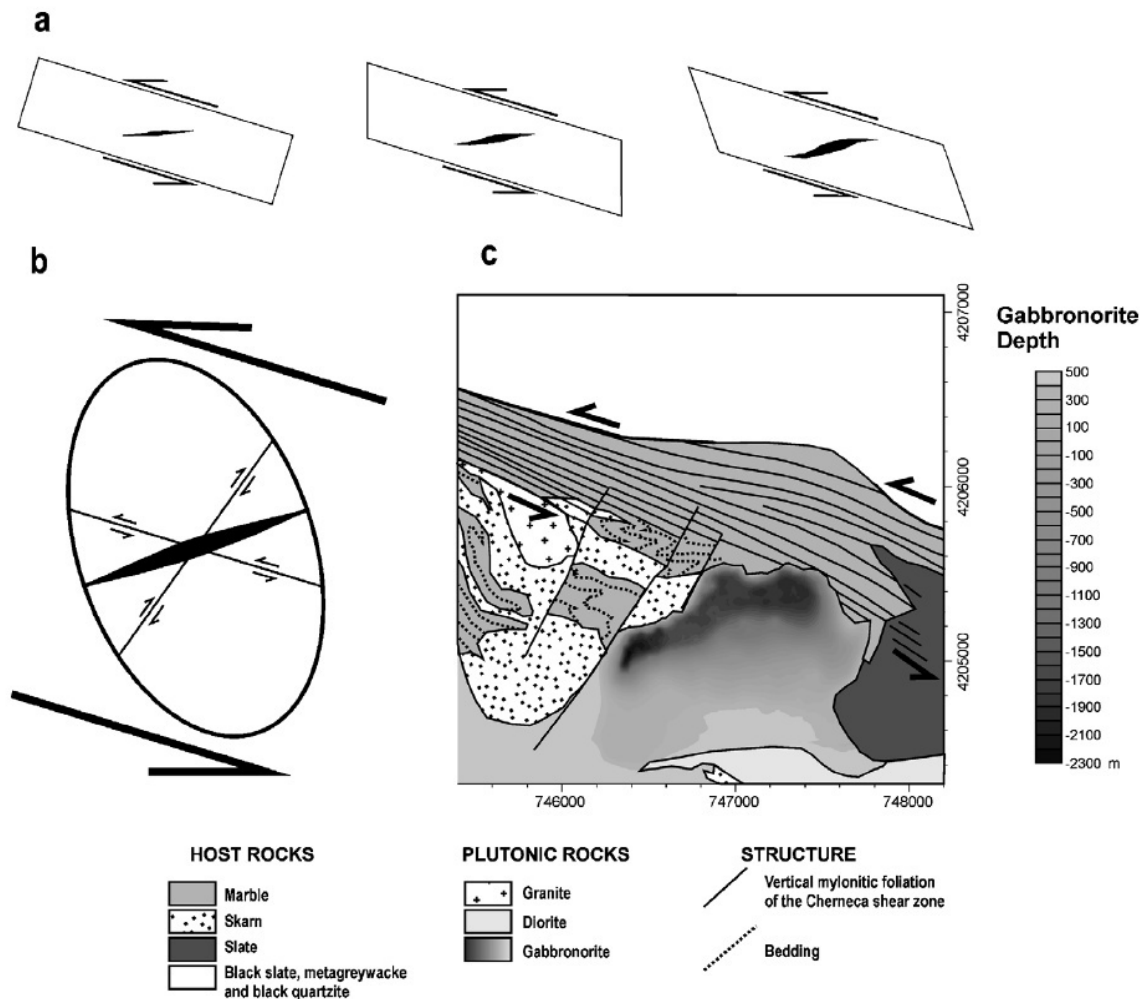 a
b
c
4207000
4206000
4205000
746000
747000
748000
Gabbronorite
Depth
500
300
100
-100
-300
-500
-700
-900
-1100
-1300
-1500
-1700
-1900
-2100
-2300 m
HOST ROCKS
Marble
Skarn
Slate
Black slate, metagreywacke
and black quartzite
PLUTONIC ROCKS
Granite
Diorite
Gabbronorite
STRUCTURE
Vertical mylonitic foliation
of the Cherneca shear zone
Bedding